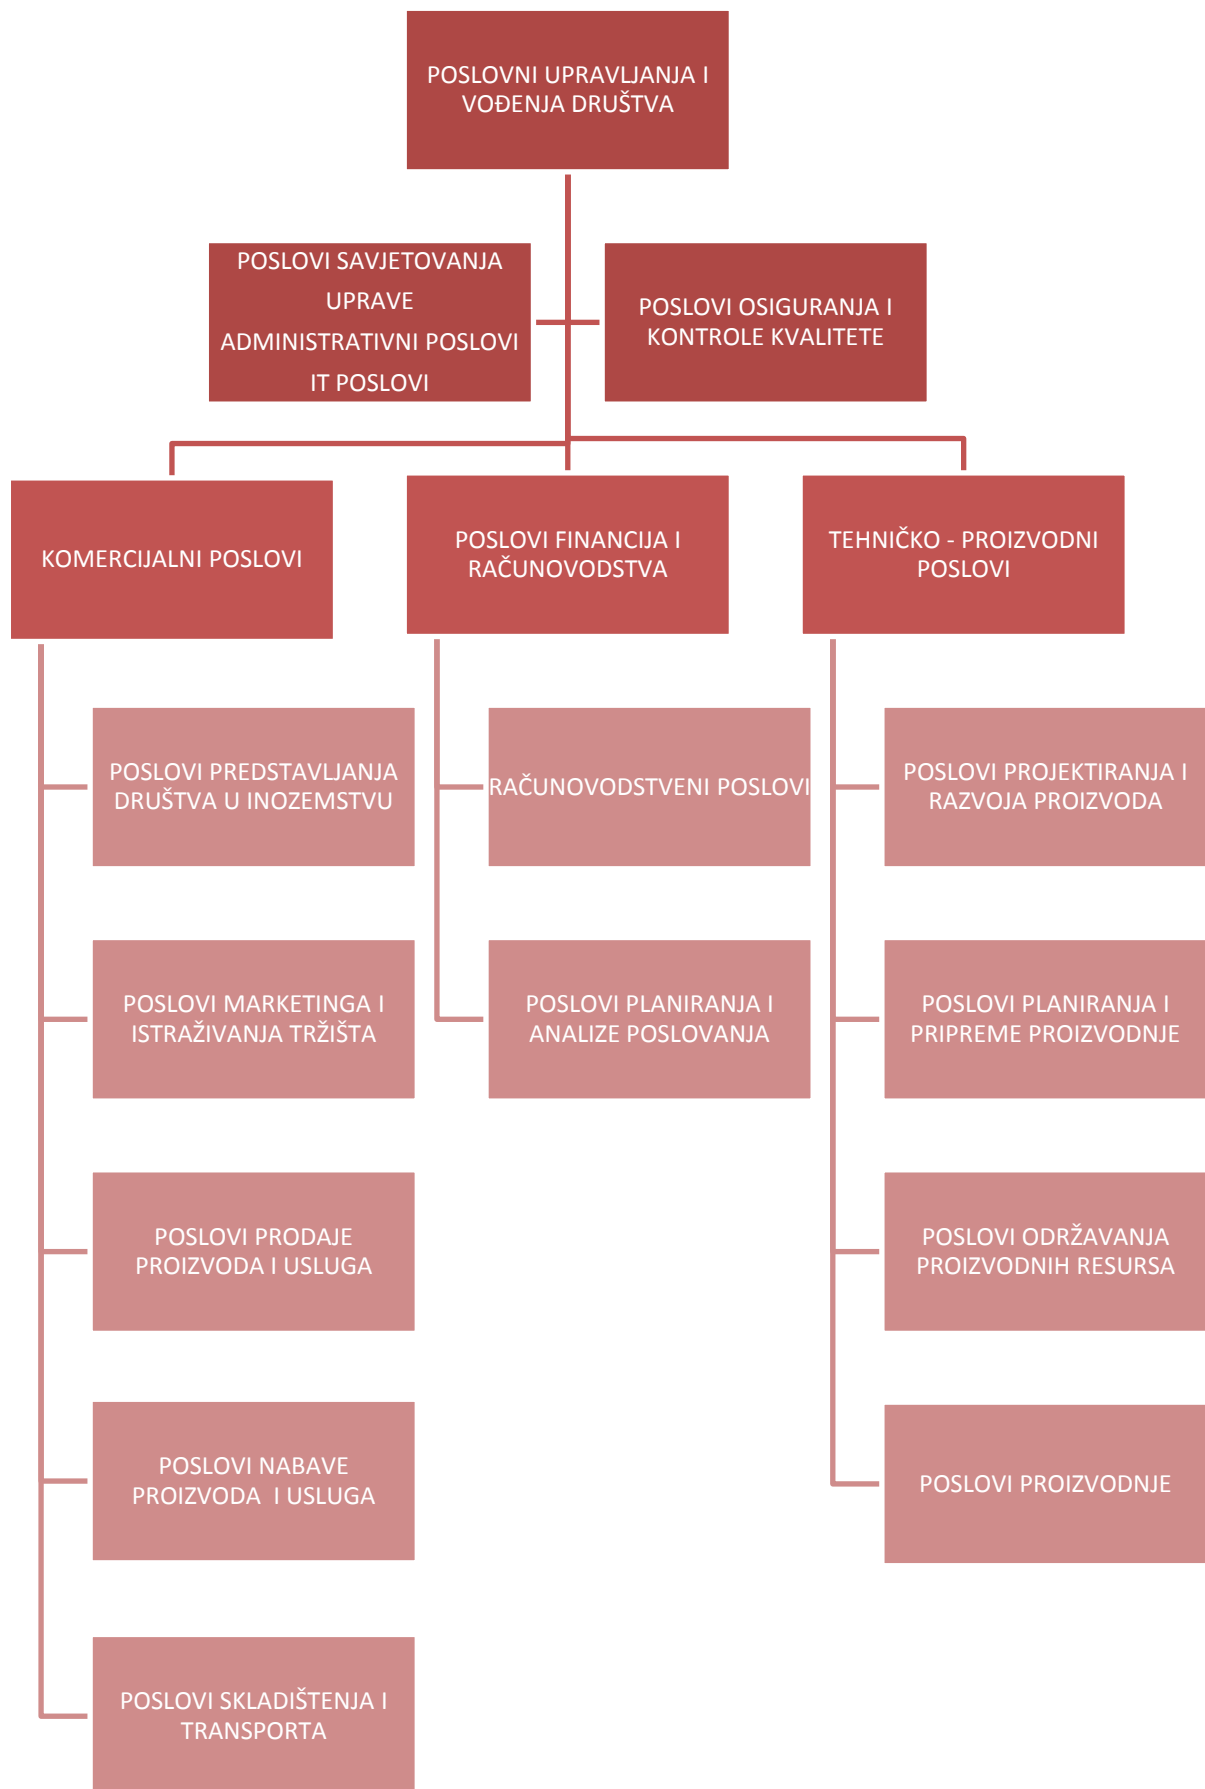 POSLOVNI UPRAVLJANJA I
VOĐENJA DRUŠTVA
POSLOVI SAVJETOVANJA
UPRAVE
ADMINISTRATIVNI POSLOVI
IT POSLOVI
POSLOVI OSIGURANJA I
KONTROLE KVALITETE
KOMERCIJALNI POSLOVI
POSLOVI PREDSTAVLJANJA
DRUŠTVA U INOZEMSTVU
POSLOVI MARKETINGA I
ISTRAŽIVANJA TRŽIŠTA
POSLOVI PRODAJE
PROIZVODA I USLUGA
POSLOVI NABAVE
PROIZVODA  I USLUGA
POSLOVI SKLADIŠTENJA I
TRANSPORTA
POSLOVI FINANCIJA I
RAČUNOVODSTVA
RAČUNOVODSTVENI POSLOVI
POSLOVI PLANIRANJA I
ANALIZE POSLOVANJA
TEHNIČKO - PROIZVODNI
POSLOVI
POSLOVI PROJEKTIRANJA I
RAZVOJA PROIZVODA
POSLOVI PLANIRANJA I
PRIPREME PROIZVODNJE
POSLOVI ODRŽAVANJA
PROIZVODNIH RESURSA
POSLOVI PROIZVODNJE